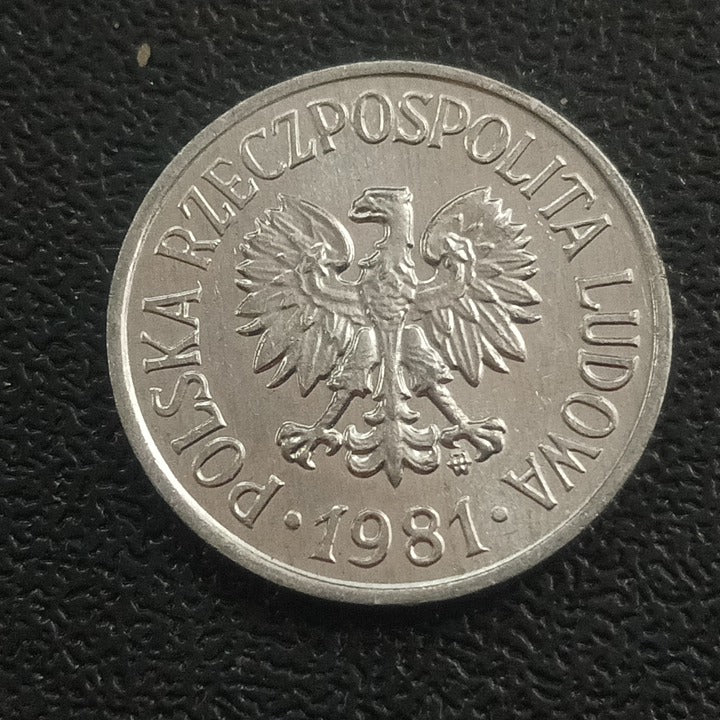 POLSKA RZECZPOSPOLITA LUDOWA
· 1981 ·